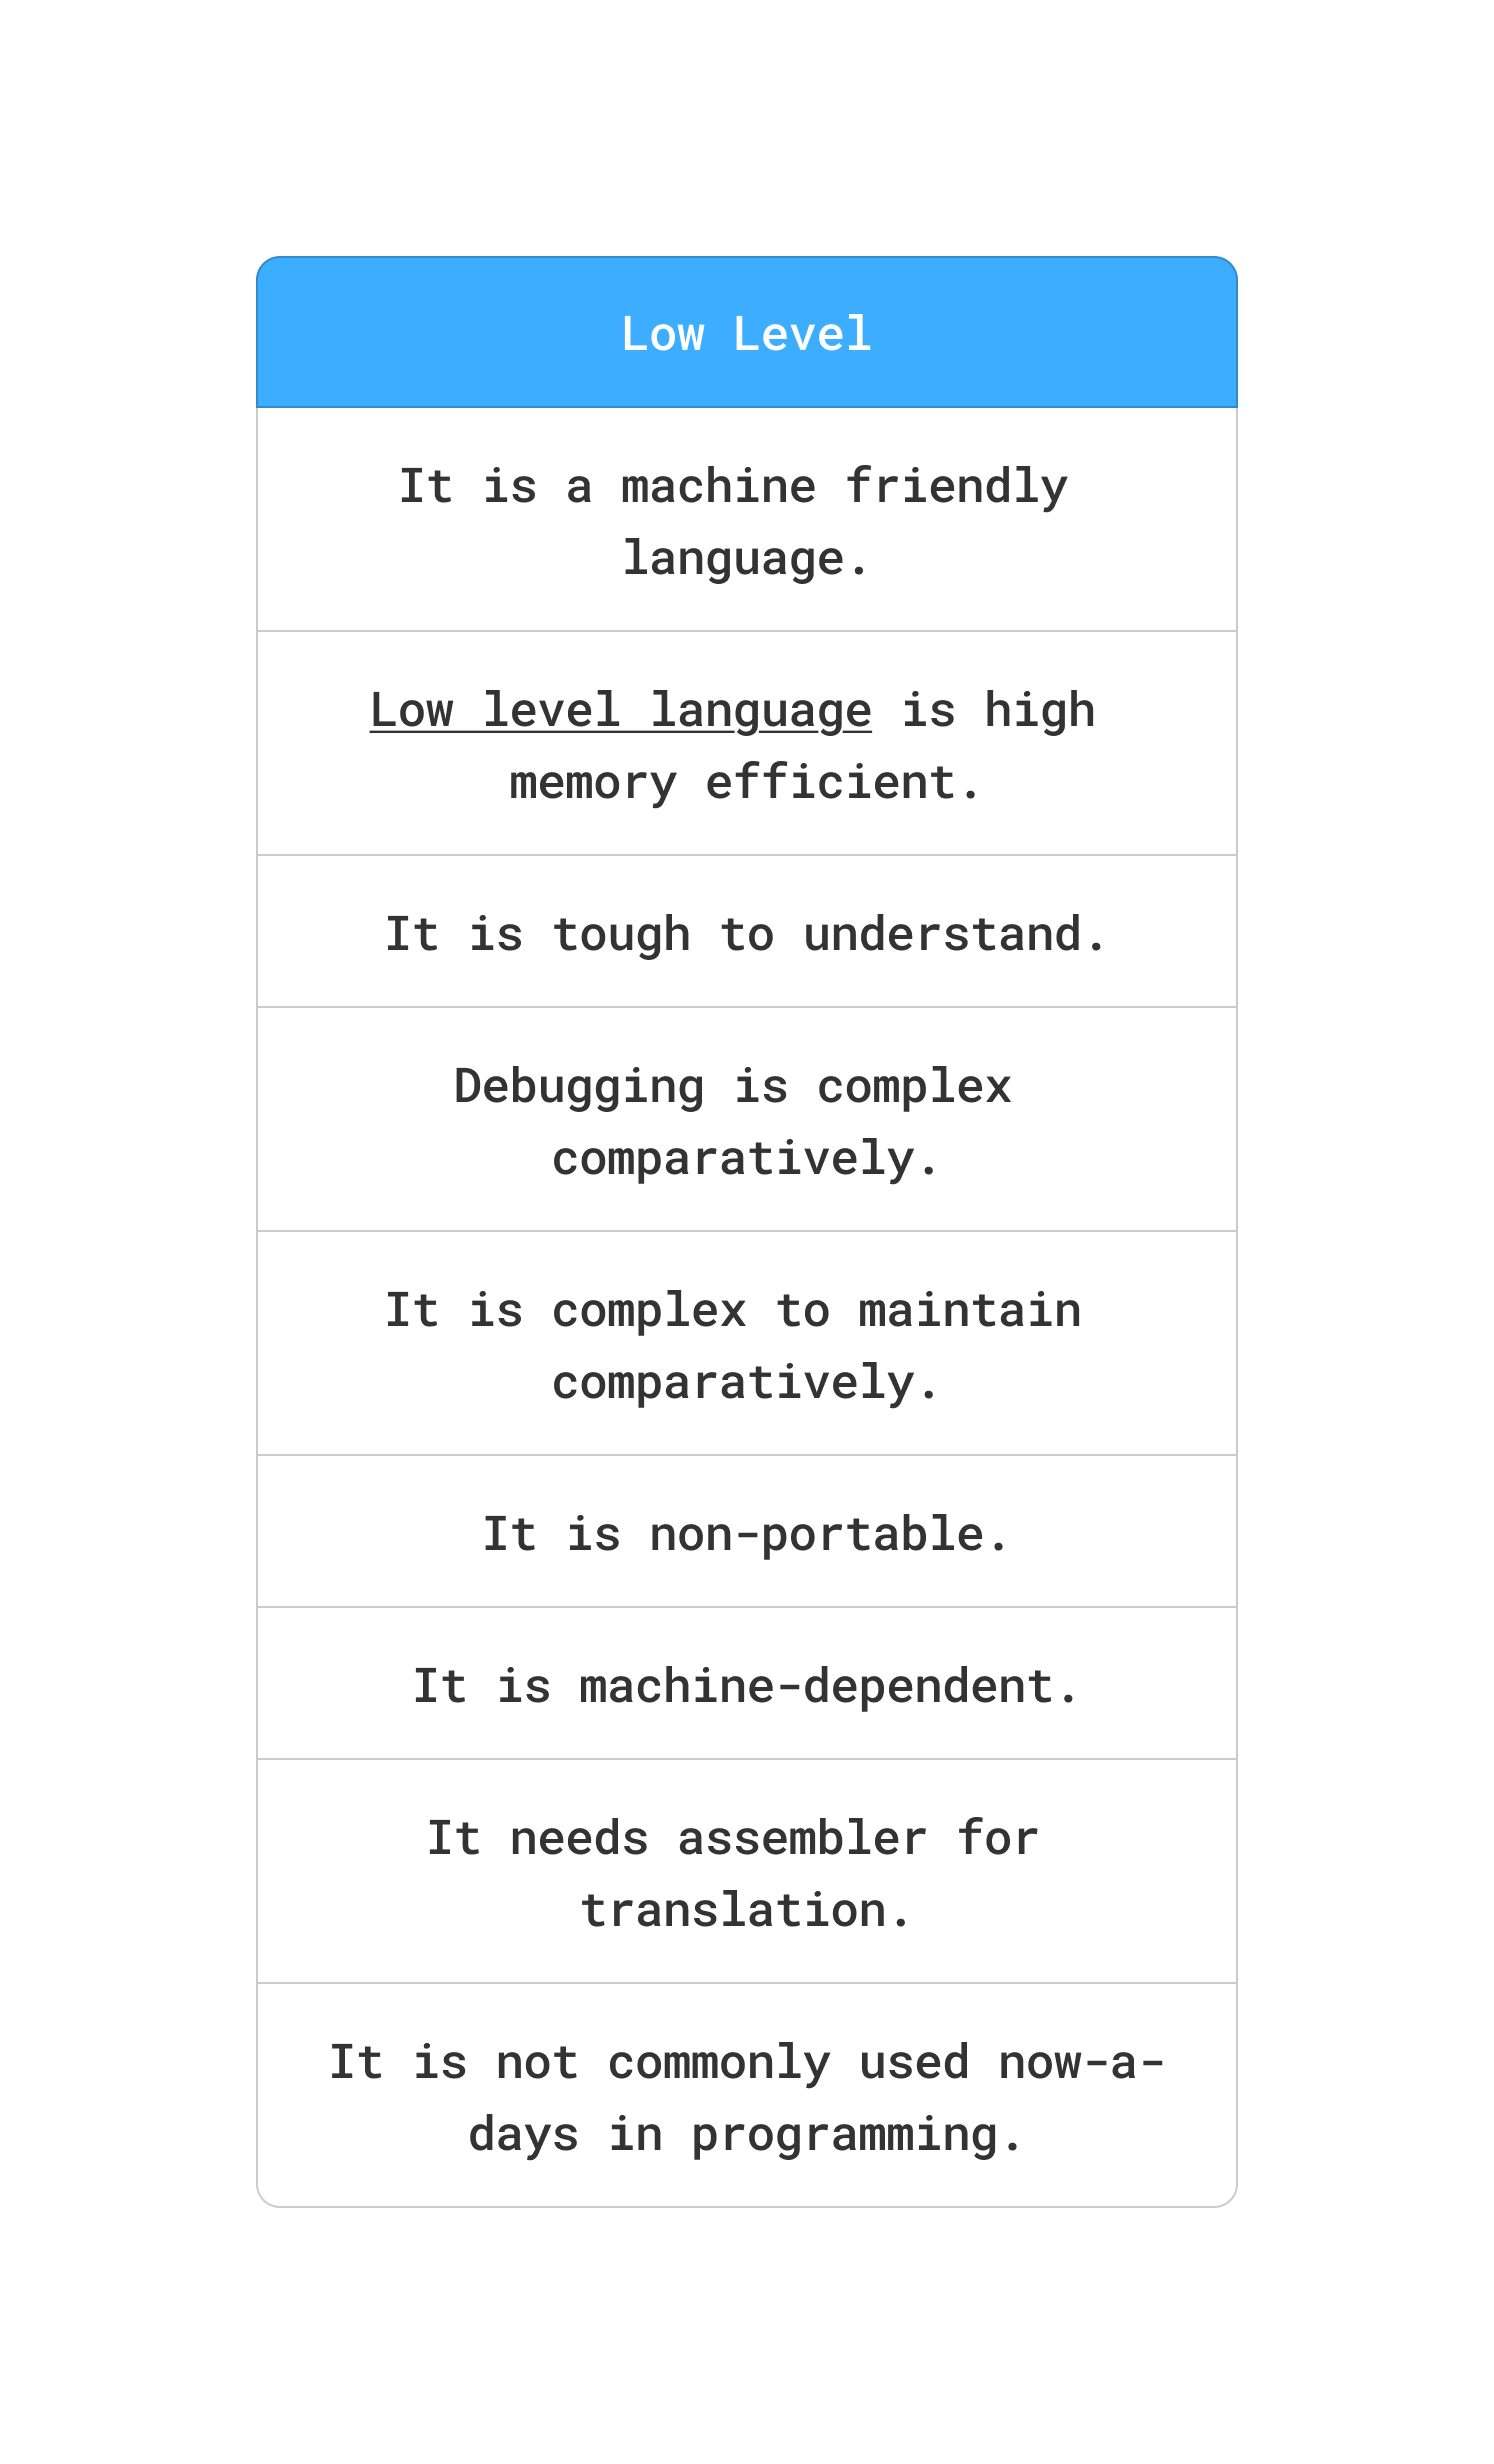 Low Level
It is a machine friendly
language.
Low level language is high
memory efficient.
It is tough to understand.
Debugging is complex
comparatively.
It is complex to maintain
comparatively.
It is non-portable.
It is machine-dependent.
It needs assembler for
translation.
It is not commonly used now-a-
days in programming.